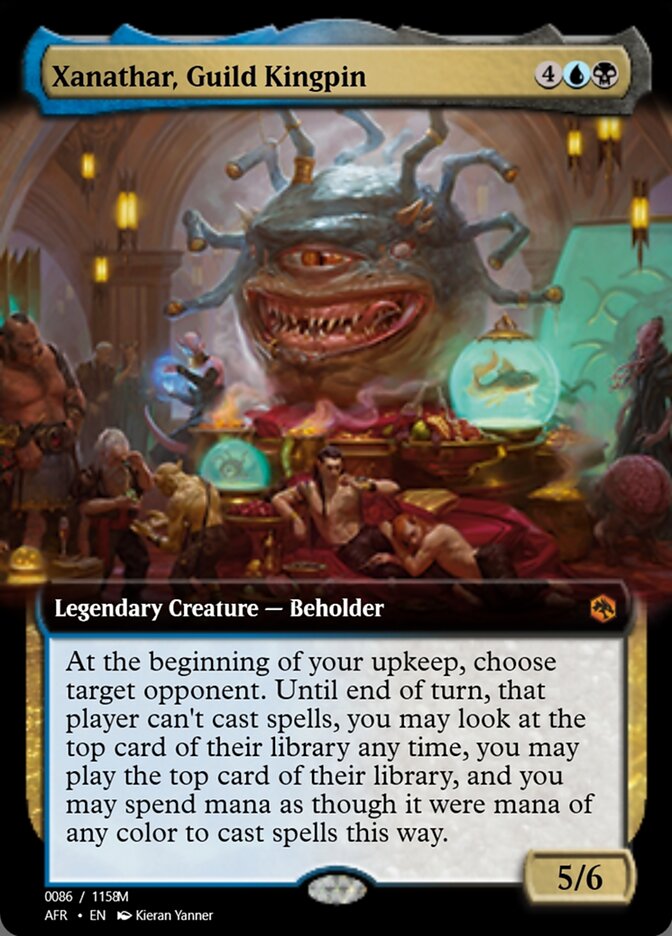 Xanathar, Guild Kingpin 4
Legendary Creature — Beholder
At the beginning of your upkeep, choose
target opponent. Until end of turn, that
player can't cast spells, you may look at the
top card of their library any time, you may
play the top card of their library, and you
may spend mana as though it were mana of
any color to cast spells this way.
5/6
0086 / 1158M
AFR • EN Kieran Yanner